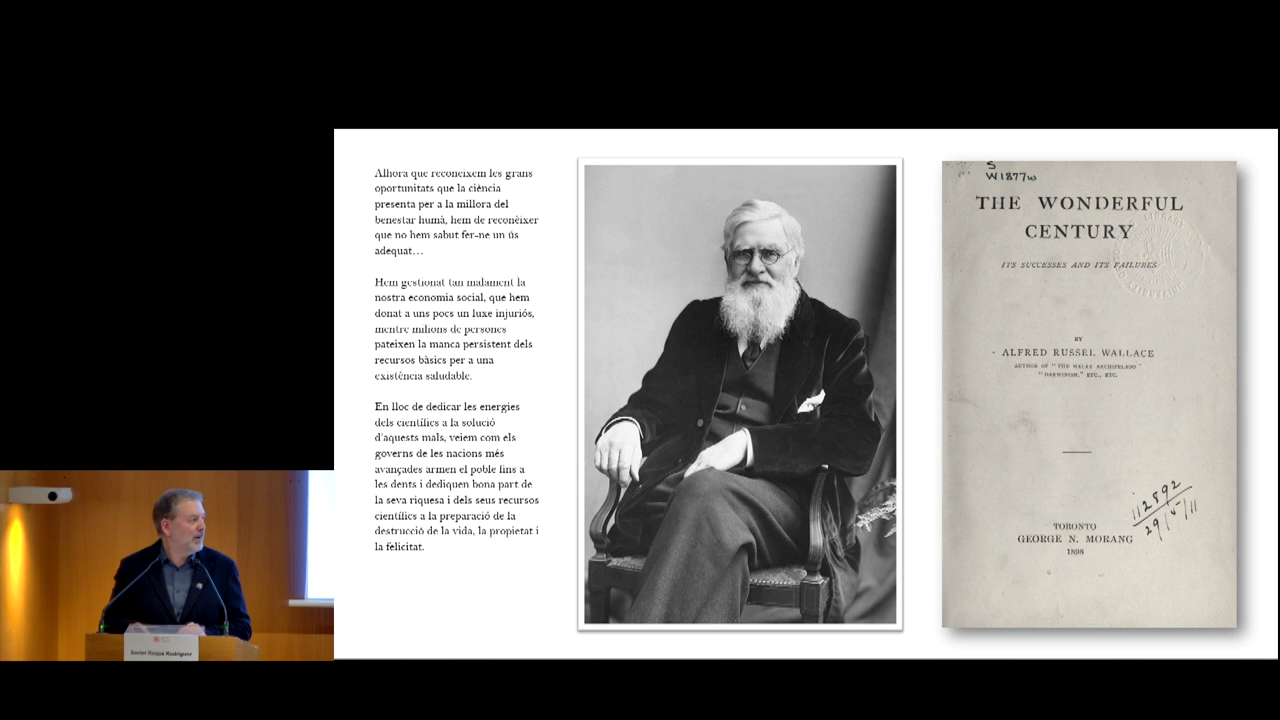 Alhora que reconeixem les grans
oportunitats que la ciència
presenta per a la millora del
benestar humà, hem de reconèixer
que no hem sabut fer-ne un ús
adequat…
Hem gestionat tan malament la
nostra economia social, que hem
donat a uns pocs un luxe injuriós,
mentre milions de persones
pateixen la manca persistent dels
recursos bàsics per a una
existència saludable.
En lloc de dedicar les energies
dels científics a la solució
d'aquests mals, veiem com els
governs de les nacions més
avançades armen el poble fins a
les dents i dediquen bona part de
la seva riquesa i dels seus recursos
científics a la preparació de la
destrucció de la vida, la propietat i
la felicitat.
S
W1877w
THE WONDERFUL
CENTURY
ITS SUCCESSES AND ITS FAILURES
BY
ALFRED RUSSEL WALLACE
AUTHOR OF "THE MALAY ARCHIPELAGO"
"DARWINISM," ETC., ETC.
112892
29/5/11
TORONTO
GEORGE N. MORANG
1898
Xavier Roqué Rodríguez